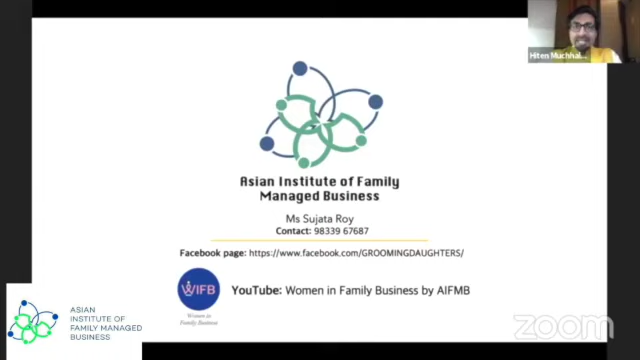 Hiten Muchhal...
Asian Institute of Family
Managed Business
Ms Sujata Roy
Contact: 98339 67687
Facebook page: https://www.facebook.com/GROOMINGDAUGHTERS/
WIFB
Women in
Family Business
YouTube: Women in Family Business by AIFMB
ASIAN
INSTITUTE OF
FAMILY MANAGED
BUSINESS
zoom